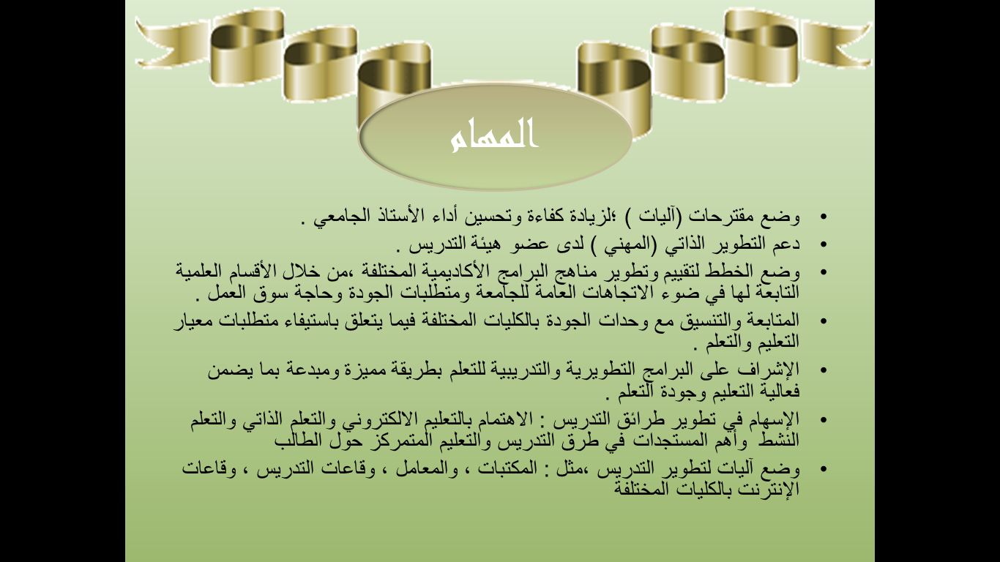 المهام
• وضع مقترحات (آليات ) ؛لزيادة كفاءة وتحسين أداء الأستاذ الجامعي .
• دعم التطوير الذاتي (المهني ) لدى عضو هيئة التدريس .
• وضع الخطط لتقييم وتطوير مناهج البرامج الأكاديمية المختلفة ،من خلال الأقسام العلمية
التابعة لها في ضوء الاتجاهات العامة للجامعة ومتطلبات الجودة وحاجة سوق العمل .
• المتابعة والتنسيق مع وحدات الجودة بالكليات المختلفة فيما يتعلق باستيفاء متطلبات معيار
التعليم والتعلم .
• الإشراف على البرامج التطويرية والتدريبية للتعلم بطريقة مميزة ومبدعة بما يضمن
فعالية التعليم وجودة التعلم .
• الإسهام في تطوير طرائق التدريس : الاهتمام بالتعليم الالكتروني والتعلم الذاتي والتعلم
النشط وأهم المستجدات في طرق التدريس والتعليم المتمركز حول الطالب
• وضع آليات لتطوير التدريس ،مثل : المكتبات ، والمعامل ، وقاعات التدريس ، وقاعات
الإنترنت بالكليات المختلفة